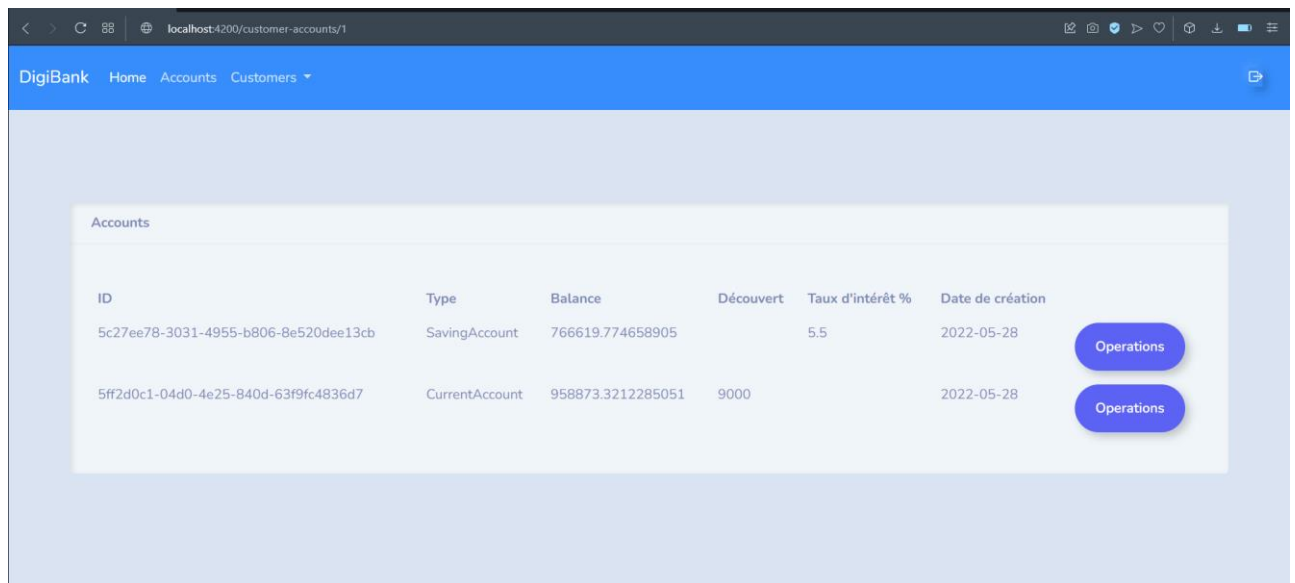 localhost:4200/customer-accounts/1
DigiBank Home Accounts Customers
Accounts
ID Type Balance Découvert Taux d'intérêt % Date de création
5c27ee78-3031-4955-b806-8e520dee13cb SavingAccount 766619.774658905 5.5 2022-05-28 Operations
5ff2d0c1-04d0-4e25-840d-63f9fc4836d7 CurrentAccount 958873.3212285051 9000 2022-05-28 Operations